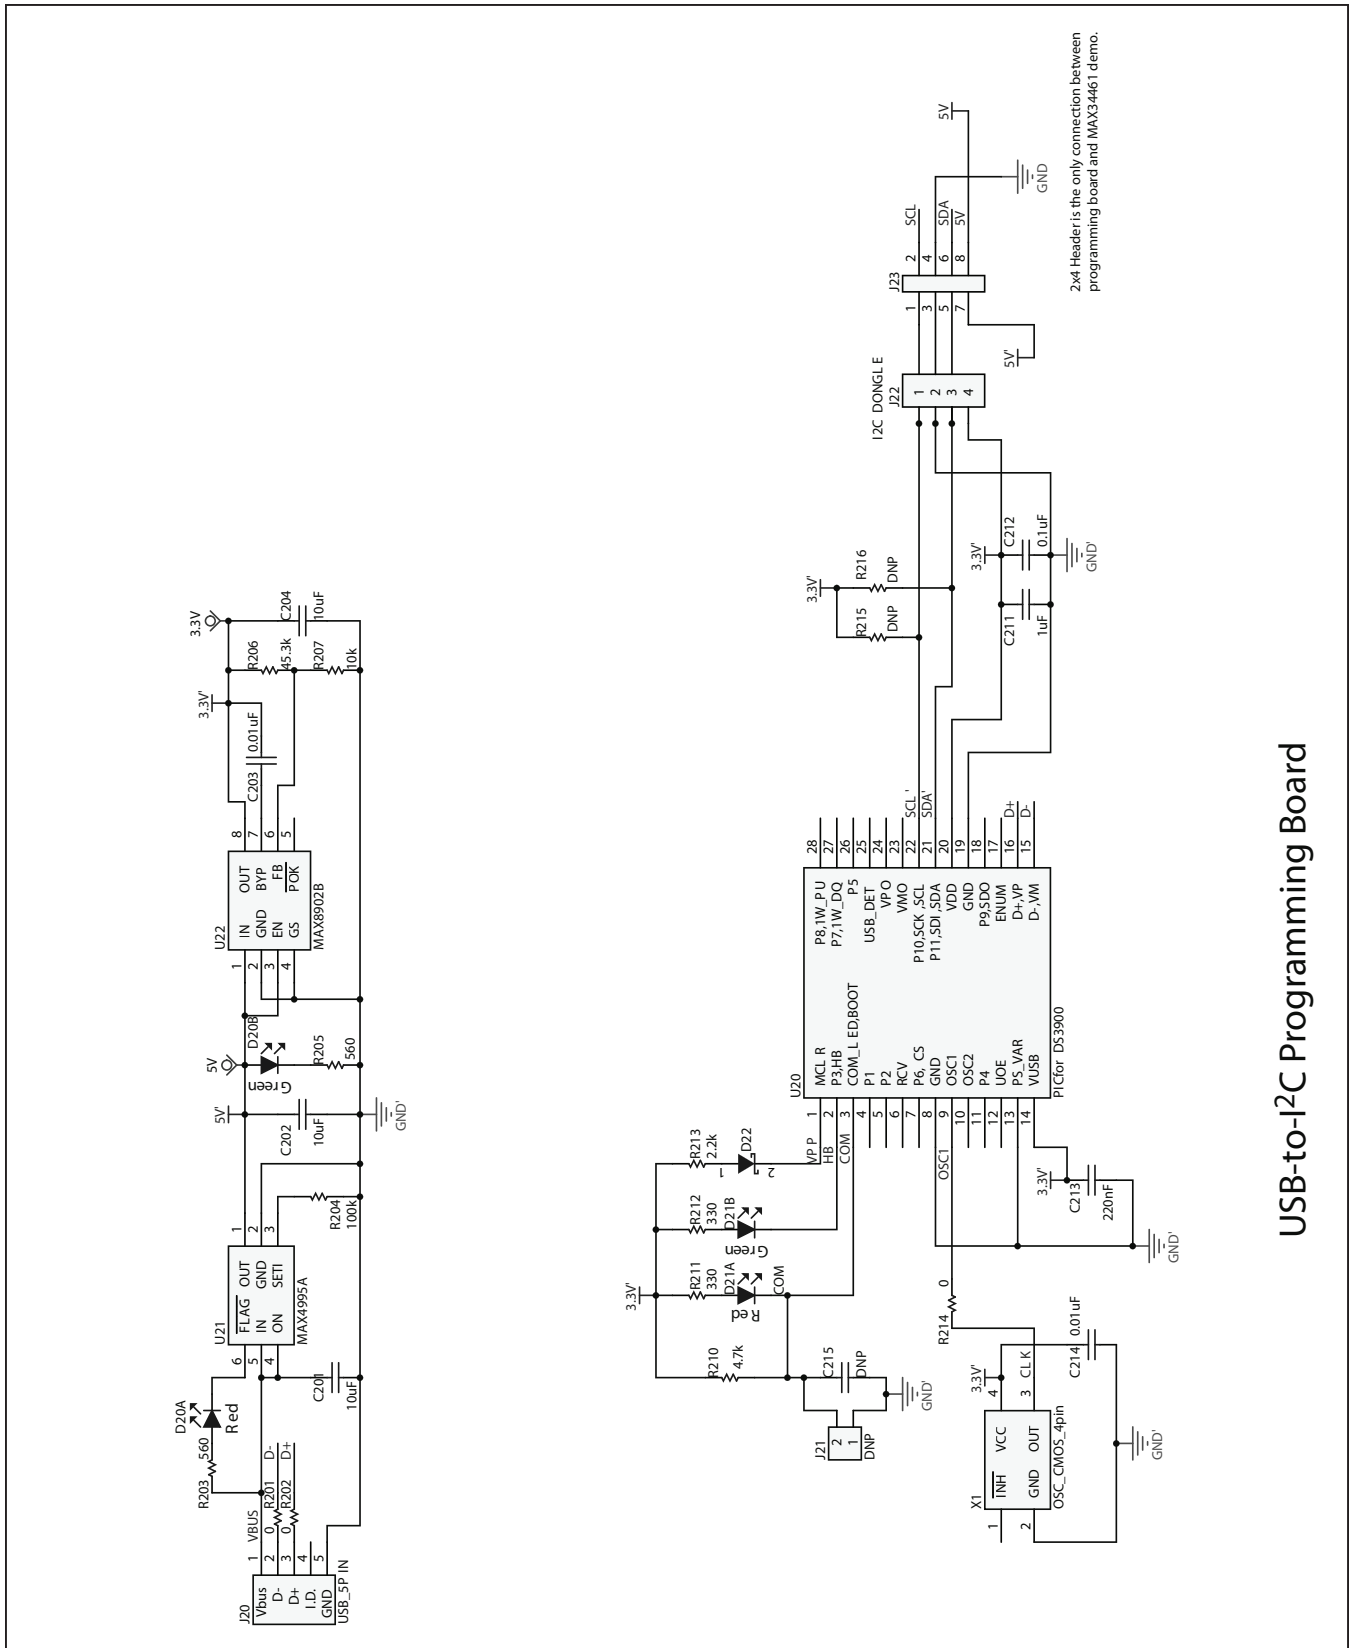 USB-to-I²C Programming Board
J20
USB_5P IN
Vbus
D-
D+
I.D.
GND
1
2
3
4
5
VBUS
R201
0
D-
R202
0
D+
R203
560
D20A
Red
C201
10uF
U21
MAX4995A
FLAG
IN
ON
OUT
GND
SETI
6
5
4
1
2
3
R204
100k
5V'
C202
10uF
GND'
5V
D20B
Green
R205
560
U22
MAX8902B
IN
GND
EN
GS
OUT
BYP
FB
POK
1
2
3
4
8
7
6
5
C203
0.01uF
3.3V'
3.3V
R206
45.3k
R207
10k
C204
10uF
3.3V'
R210
4.7k
R211
330
D21A
Red
COM
R212
330
D21B
Green
R213
2.2k
1
D22
2
J21
2
1
DNP
C215
DNP
GND'
VP P
HB
COM
OSC1
U20
PICfor DS3900
MCL R
P3,HB
COM_L ED,BOOT
P1
P2
RCV
P6, CS
GND
OSC1
OSC2
P4
UOE
PS_VAR
VUSB
1
2
3
4
5
6
7
8
9
10
11
12
13
14
P8,1W_PU
P7,1W_DQ
P5
USB_DET
VPO
VMO
P10,SCK ,SCL
P11,SDI ,SDA
VDD
GND
P9,SDO
ENUM
D+,VP
D-,VM
28
27
26
25
24
23
22
21
20
19
18
17
16
15
SCL '
SDA'
D+
D-
X1
OSC_CMOS_4pin
INH
GND
VCC
OUT
1
2
4
3
3.3V'
CL K
R214
0
C214
0.01uF
GND'
3.3V'
C213
220nF
GND'
3.3V'
R215
DNP
R216
DNP
3.3V'
C211
1uF
C212
0.1uF
GND'
I2C DONGL E
J22
1
2
3
4
5V'
J23
1
3
5
7
2
4
6
8
SCL
SDA
5V
GND
5V
2x4 Header is the only connection between
programming board and MAX34461 demo.